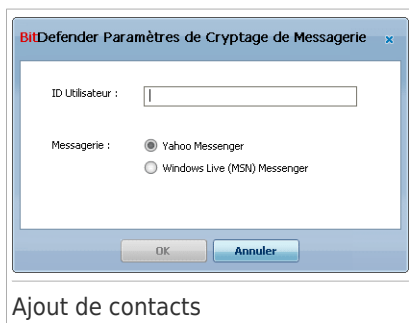 BitDefender Paramètres de Cryptage de Messagerie x
ID Utilisateur :
Messagerie : Yahoo Messenger
Windows Live (MSN) Messenger
OK Annuler
Ajout de contacts